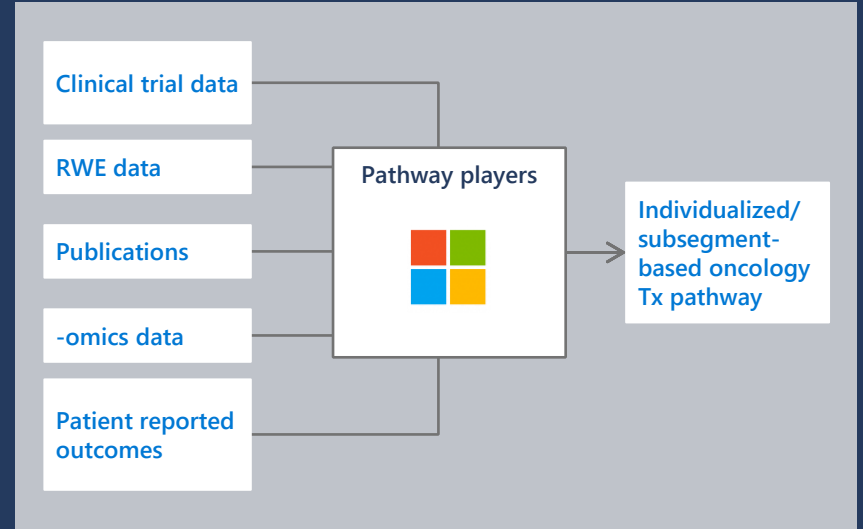 Clinical trial data
RWE data
Publications
-omics data
Patient reported
outcomes
Pathway players
Individualized/
subsegment-
based oncology
Tx pathway